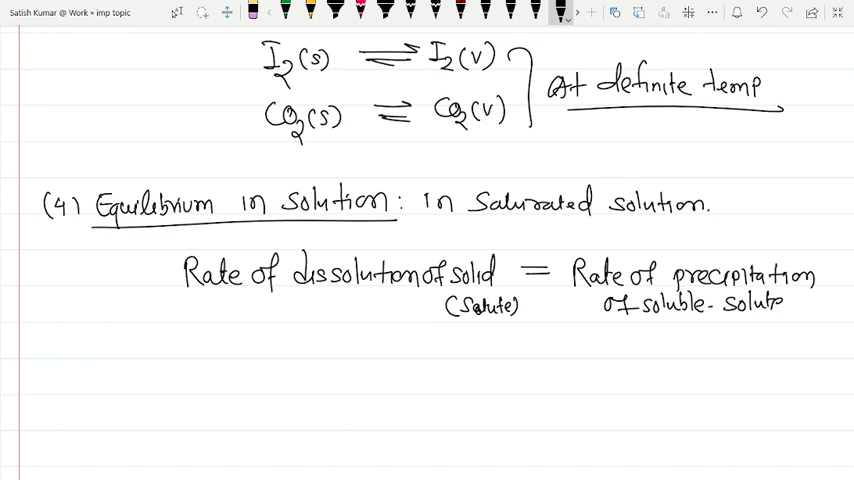 Satish Kumar @ Work » imp topic
I₂(s) ⇌ I₂(v)
At definite temp
CO₂(s) ⇌ CO₂(v)
(4) Equilibrium in solution: in saturated solution.
Rate of dissolution of solid = Rate of precipitation
(solute) of soluble-solute